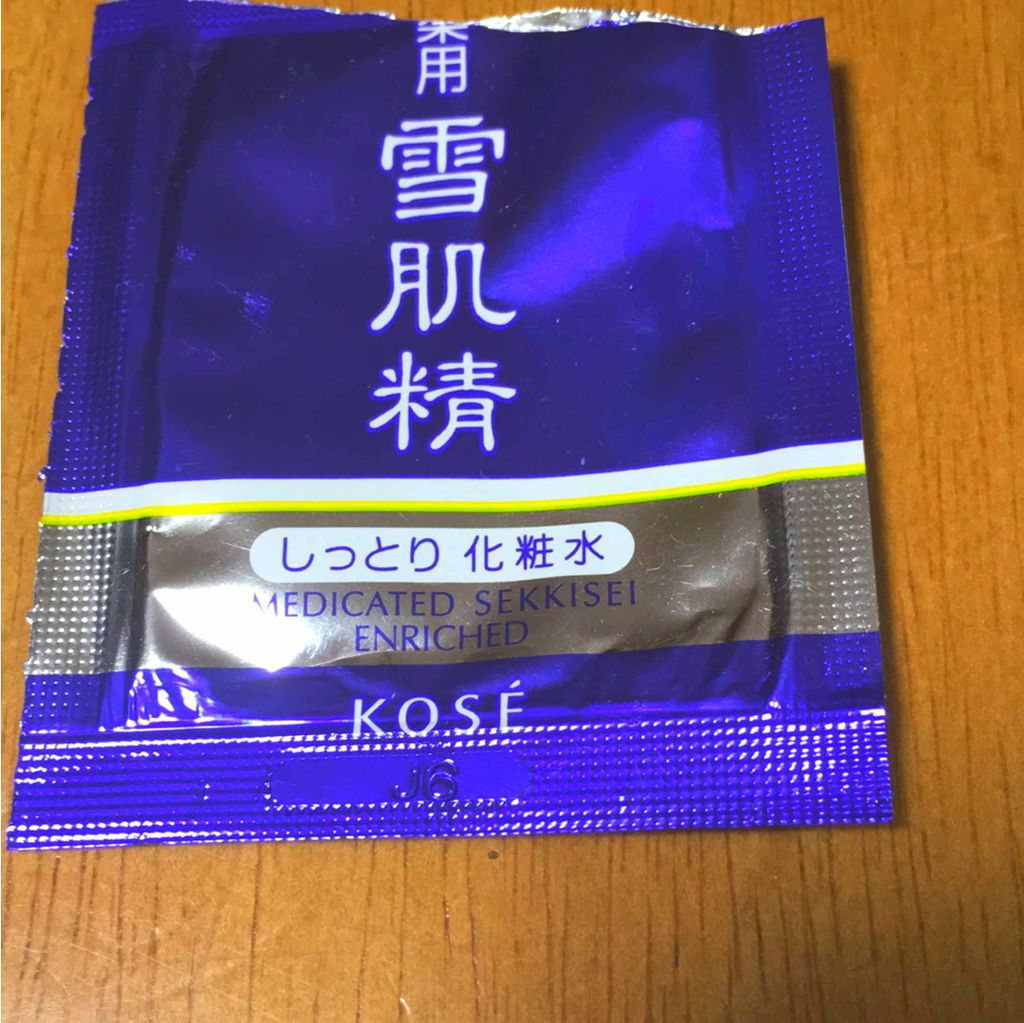 薬用
雪肌精
しっとり 化粧水
MEDICATED SEKKISEI
ENRICHED
KOSÉ
J6